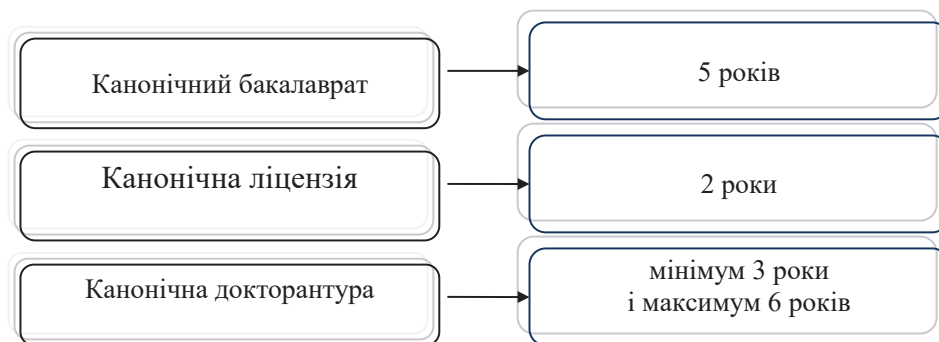 Канонічний бакалаврат
5 років
Канонічна ліцензія
2 роки
Канонічна докторантура
мінімум 3 роки
і максимум 6 років